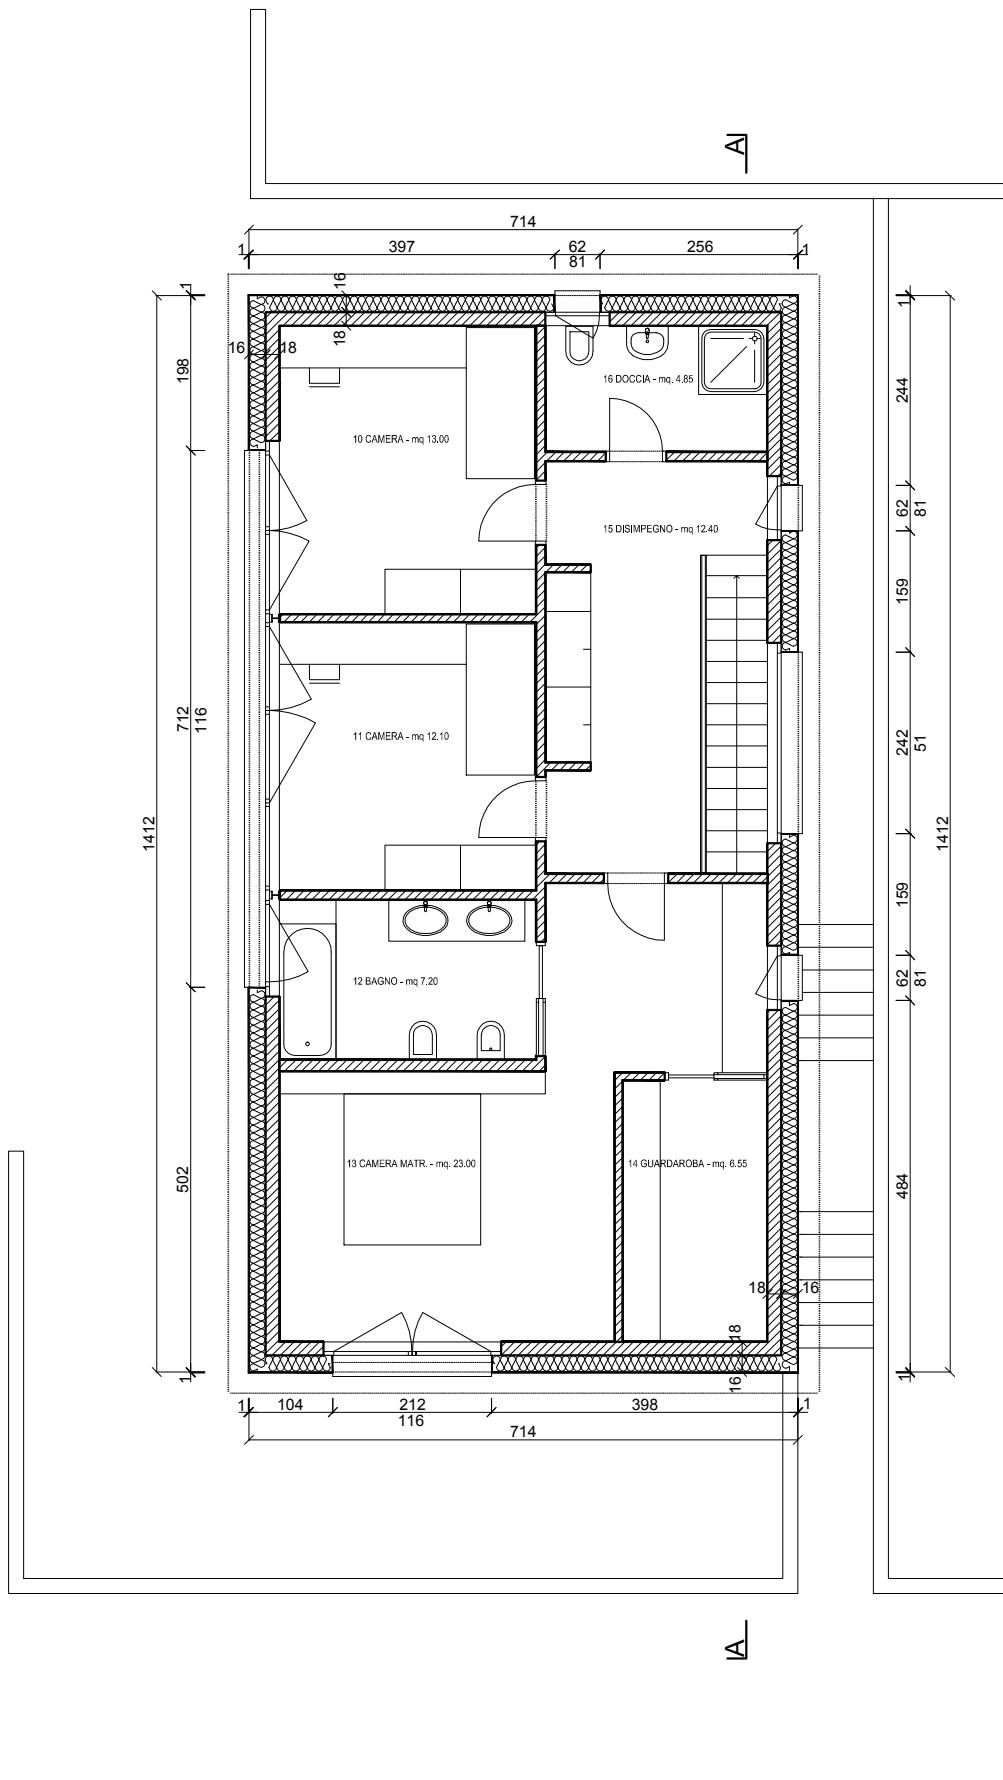 A
714
1 397 62 256 1
81
1 16 1
18
16 18
198
244
16 DOCCIA - mq. 4.85
10 CAMERA - mq 13.00
62
81
15 DISIMPEGNO - mq 12.40
159
712
116
11 CAMERA - mq 12.10
242
51
1412
1412
159
12 BAGNO - mq 7.20
62
81
502
13 CAMERA MATR. - mq. 23.00
14 GUARDAROBA - mq. 6.55
484
18 16
18
1 16 1
1 104 212 398 1
116
714
A